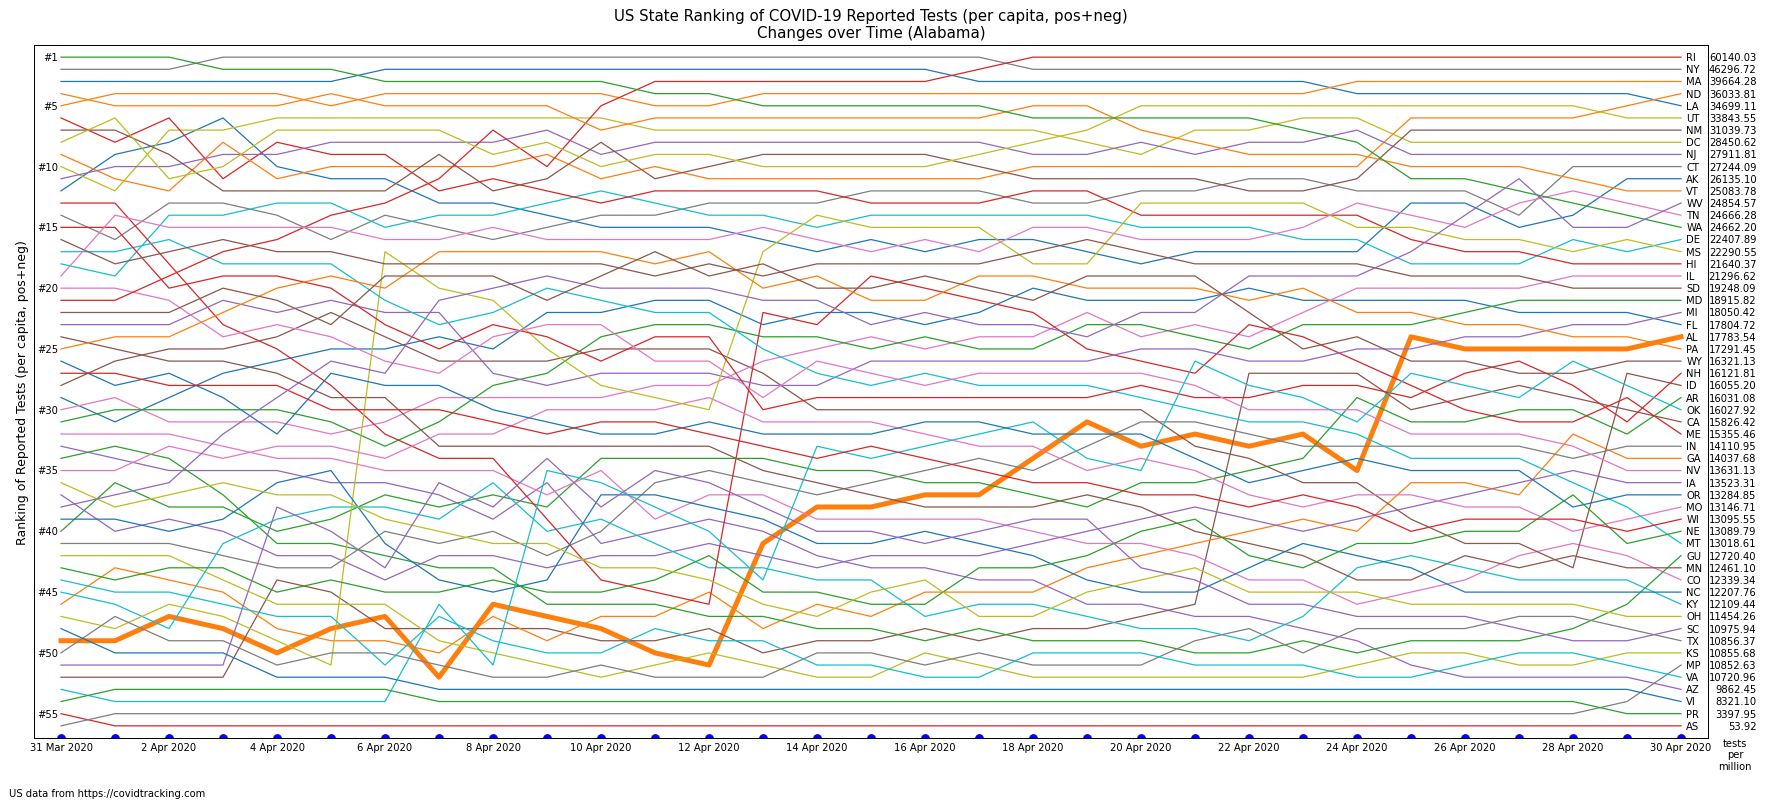 US State Ranking of COVID-19 Reported Tests (per capita, pos+neg)
Changes over Time (Alabama)
Ranking of Reported Tests (per capita, pos+neg)
#1
#5
#10
#15
#20
#25
#30
#35
#40
#45
#50
#55
RI 60140.03
NY 46296.72
MA 39664.28
ND 36033.81
LA 34699.11
UT 33843.55
NM 31039.73
DC 28450.62
NJ 27911.81
CT 27244.09
AK 26135.10
VT 25083.78
WV 24854.57
TN 24666.28
WA 24662.20
DE 22407.89
MS 22290.55
HI 21640.37
IL 21296.62
SD 19248.09
MD 18915.82
MI 18050.42
FL 17804.72
AL 17783.54
PA 17291.45
WY 16321.13
NH 16121.81
ID 16055.20
AR 16031.08
OK 16027.92
CA 15826.42
ME 15355.46
IN 14110.95
GA 14037.68
NV 13631.13
IA 13523.31
OR 13284.85
MO 13146.71
WI 13095.55
NE 13089.79
MT 13018.61
GU 12720.40
MN 12461.10
CO 12339.34
NC 12207.76
KY 12109.44
OH 11454.26
SC 10975.94
TX 10856.37
KS 10855.68
MP 10852.63
VA 10720.96
AZ 9862.45
VI 8321.10
PR 3397.95
AS 53.92
31 Mar 2020 2 Apr 2020 4 Apr 2020 6 Apr 2020 8 Apr 2020 10 Apr 2020 12 Apr 2020 14 Apr 2020 16 Apr 2020 18 Apr 2020 20 Apr 2020 22 Apr 2020 24 Apr 2020 26 Apr 2020 28 Apr 2020 30 Apr 2020
tests
per
million
US data from https://covidtracking.com